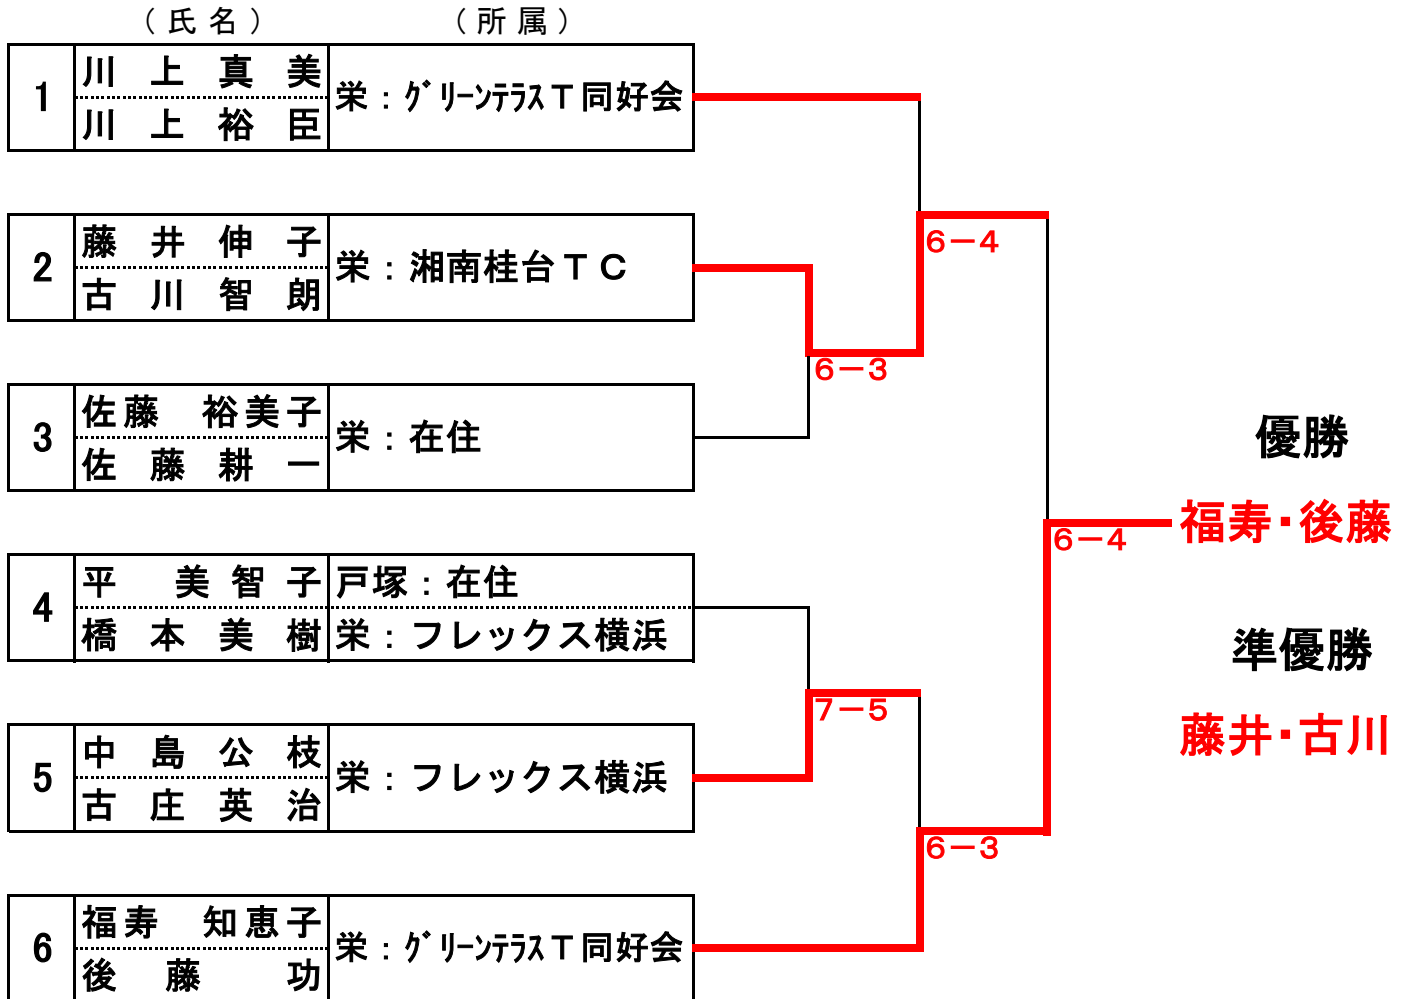 （氏名）　（所属）
1
川上真美
川上裕臣
栄：ｸﾞﾘｰﾝﾃﾗｽＴ同好会
6－4
2
藤井伸子
古川智朗
栄：湘南桂台ＴＣ
6－3
3
佐藤　裕美子
佐藤耕一
栄：在住
優勝
福寿・後藤
6－4
4
平　美智子
戸塚：在住
橋本美樹
栄：フレックス横浜
準優勝
藤井・古川
7－5
5
中島公枝
古庄英治
栄：フレックス横浜
6－3
6
福寿　知恵子
後藤　功
栄：ｸﾞﾘｰﾝﾃﾗｽＴ同好会